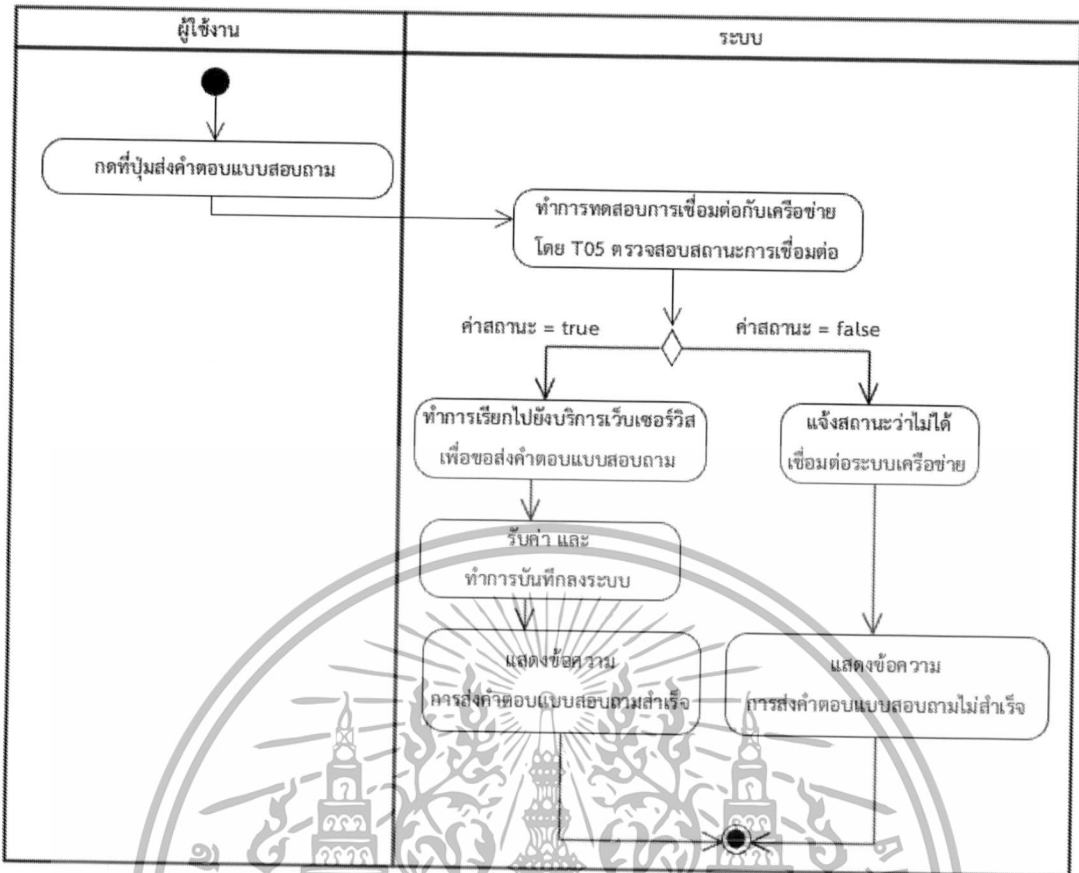 ผู้ใช้งาน
ระบบ
กดที่ปุ่มส่งคำตอบแบบสอบถาม
ทำการทดสอบการเชื่อมต่อกับเครือข่าย
โดย T05 ตรวจสอบสถานะการเชื่อมต่อ
ค่าสถานะ = true
ค่าสถานะ = false
ทำการเรียกไปยังบริการเว็บเซอร์วิส
เพื่อขอส่งคำตอบแบบสอบถาม
แจ้งสถานะว่าไม่ได้
เชื่อมต่อระบบเครือข่าย
รับค่า และ
ทำการบันทึกลงระบบ
แสดงข้อความ
การส่งคำตอบแบบสอบถามสำเร็จ
แสดงข้อความ
การส่งคำตอบแบบสอบถามไม่สำเร็จ